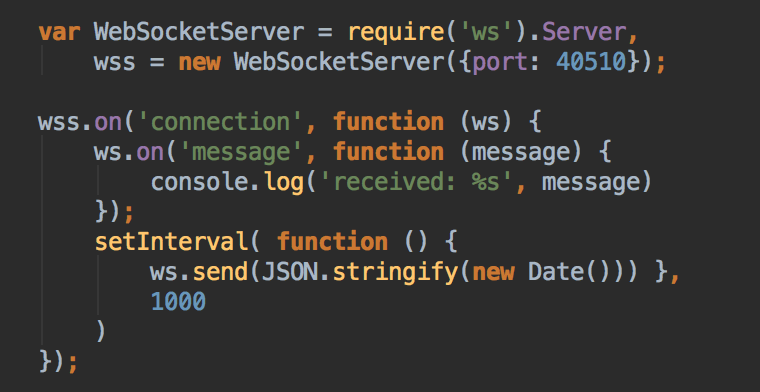 var WebSocketServer = require('ws').Server,
    wss = new WebSocketServer({port: 40510});

wss.on('connection', function (ws) {
    ws.on('message', function (message) {
        console.log('received: %s', message)
    });
    setInterval( function () {
        ws.send(JSON.stringify(new Date())) },
        1000
    )
});